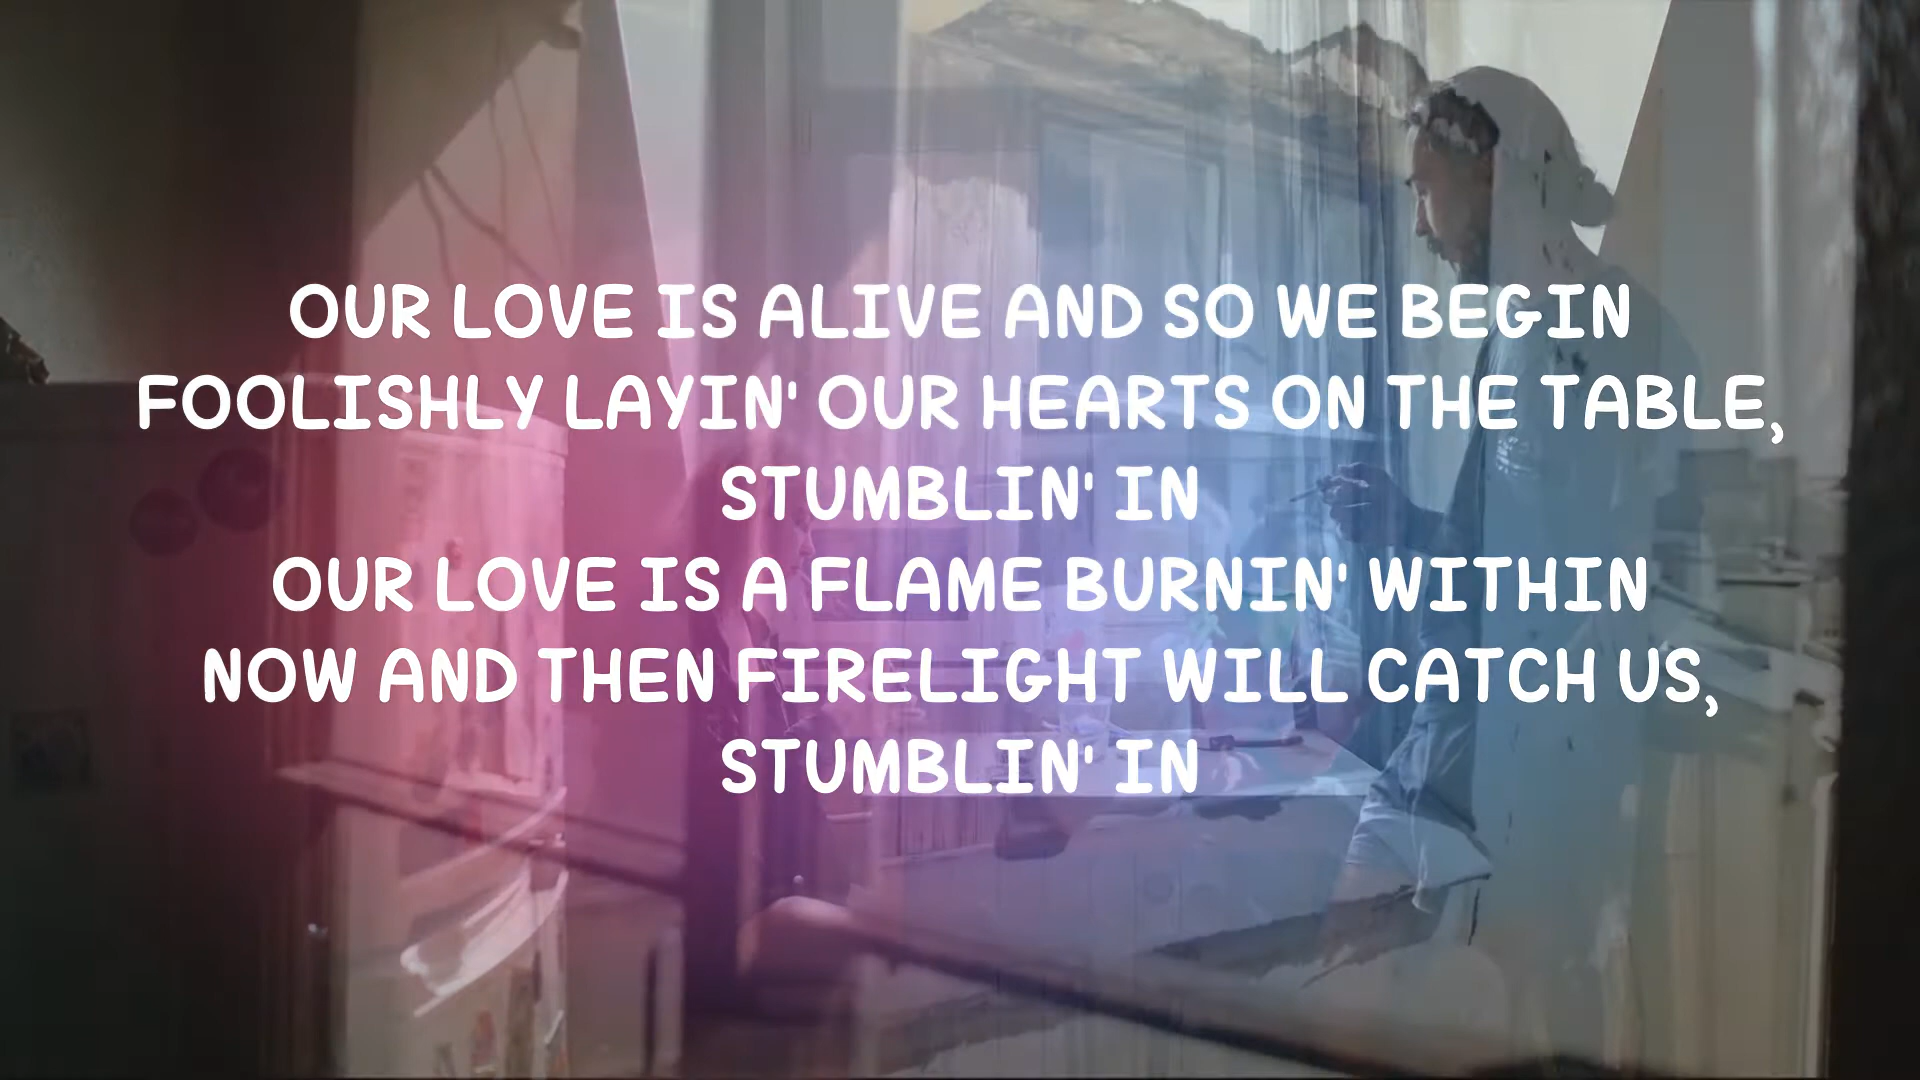 OUR LOVE IS ALIVE AND SO WE BEGIN
FOOLISHLY LAYIN' OUR HEARTS ON THE TABLE,
STUMBLIN' IN
OUR LOVE IS A FLAME BURNIN' WITHIN
NOW AND THEN FIRELIGHT WILL CATCH US,
STUMBLIN' IN